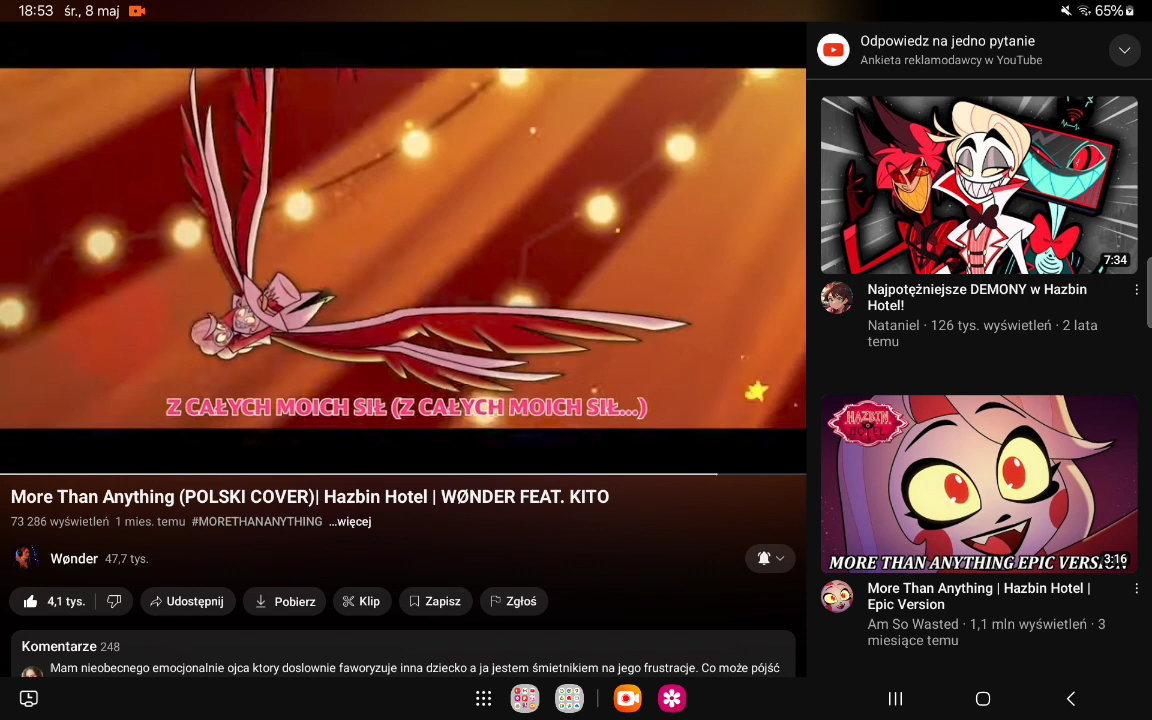 18:53 śr., 8 maj
65%
Z CAŁYCH MOICH SIŁ (Z CAŁYCH MOICH SIŁ...)
More Than Anything (POLSKI COVER)| Hazbin Hotel | WØNDER FEAT. KITO
73 286 wyświetleń 1 mies. temu #MORETHANANYTHING ...więcej
Wønder 47,7 tys.
4,1 tys.
Udostępnij
Pobierz
Klip
Zapisz
Zgłoś
Komentarze 248
Mam nieobecnego emocjonalnie ojca ktory doslownie faworyzuje inna dziecko a ja jestem śmietnikiem na jego frustracje. Co może pójść
Odpowiedz na jedno pytanie
Ankieta reklamodawcy w YouTube
7:34
Najpotężniejsze DEMONY w Hazbin
Hotel!
Nataniel · 126 tys. wyświetleń · 2 lata
temu
HAZBIN
HOTEL
MORE THAN ANYTHING EPIC
3:16
More Than Anything | Hazbin Hotel |
Epic Version
Am So Wasted · 1,1 mln wyświetleń · 3
miesiące temu